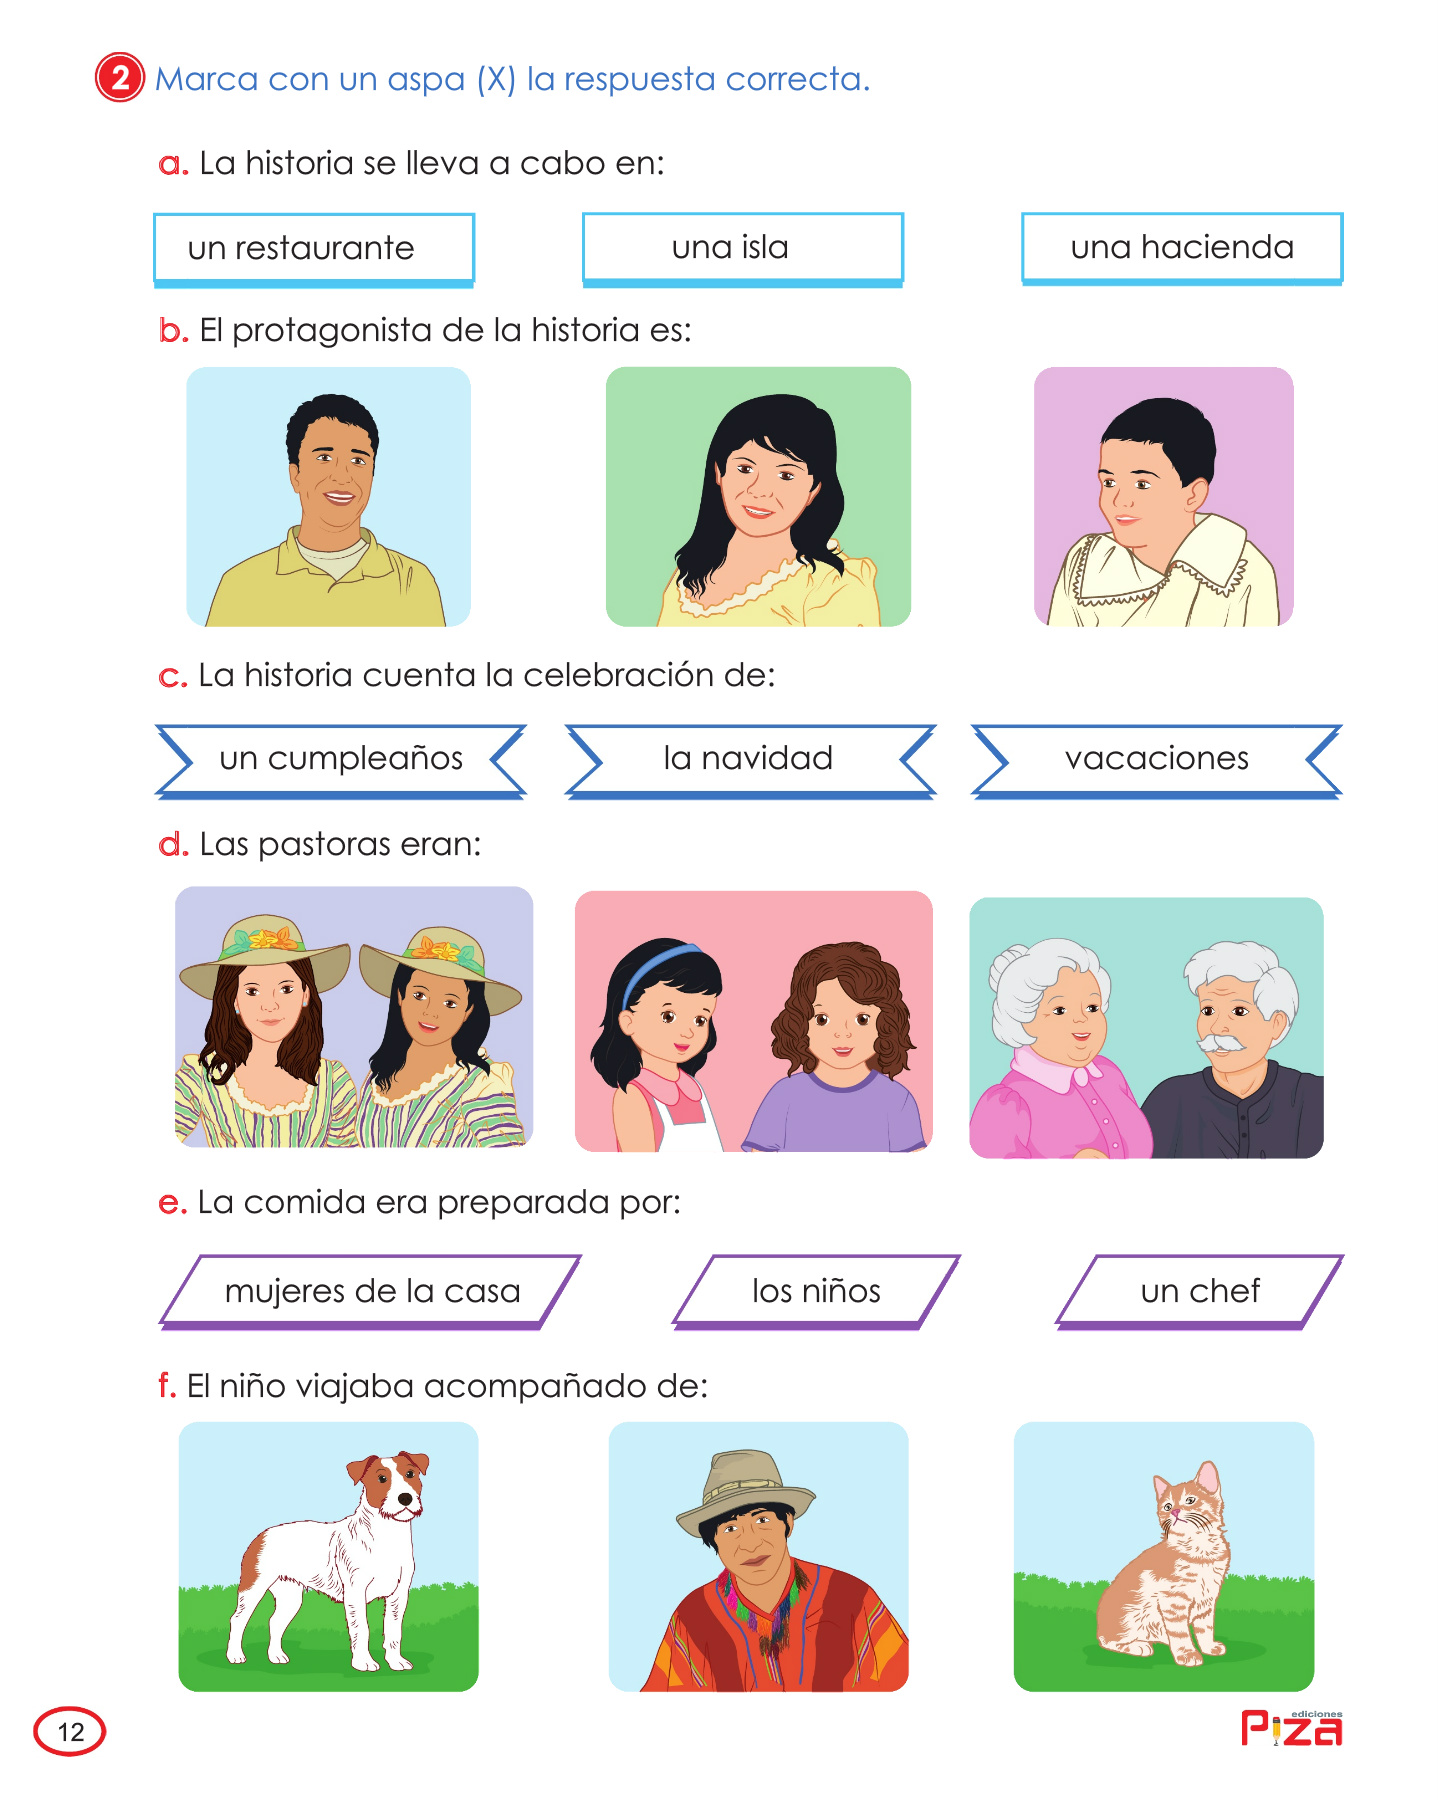 2 Marca con un aspa (X) la respuesta correcta.
a. La historia se lleva a cabo en:
un restaurante
una isla
una hacienda
b. El protagonista de la historia es:
c. La historia cuenta la celebración de:
un cumpleaños
la navidad
vacaciones
d. Las pastoras eran:
e. La comida era preparada por:
mujeres de la casa
los niños
un chef
f. El niño viajaba acompañado de:
12
ediciones
Piza